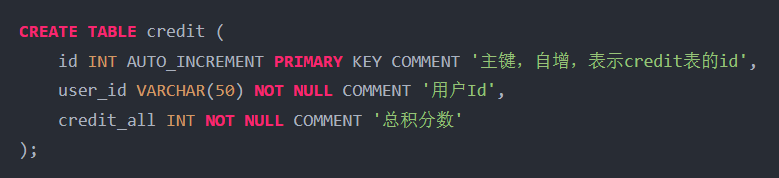 CREATE TABLE credit (
id INT AUTO_INCREMENT PRIMARY KEY COMMENT '主键，自增，表示credit表的id',
user_id VARCHAR(50) NOT NULL COMMENT '用户Id',
credit_all INT NOT NULL COMMENT '总积分数'
);